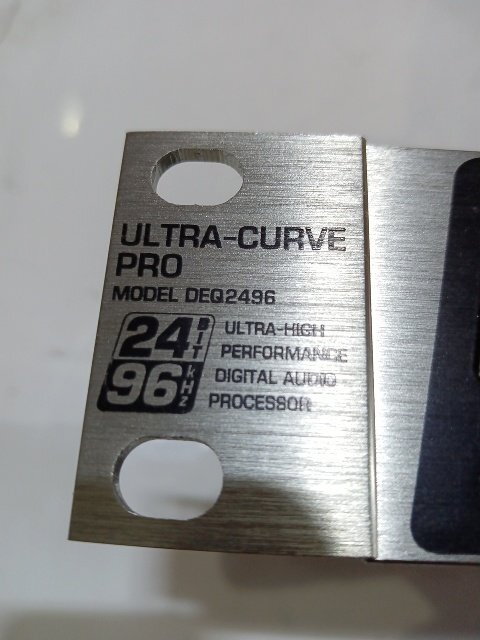 ULTRA-CURVE
PRO
MODEL DEQ2496
24 BIT
96 kHz
ULTRA-HIGH
PERFORMANCE
DIGITAL AUDIO
PROCESSOR